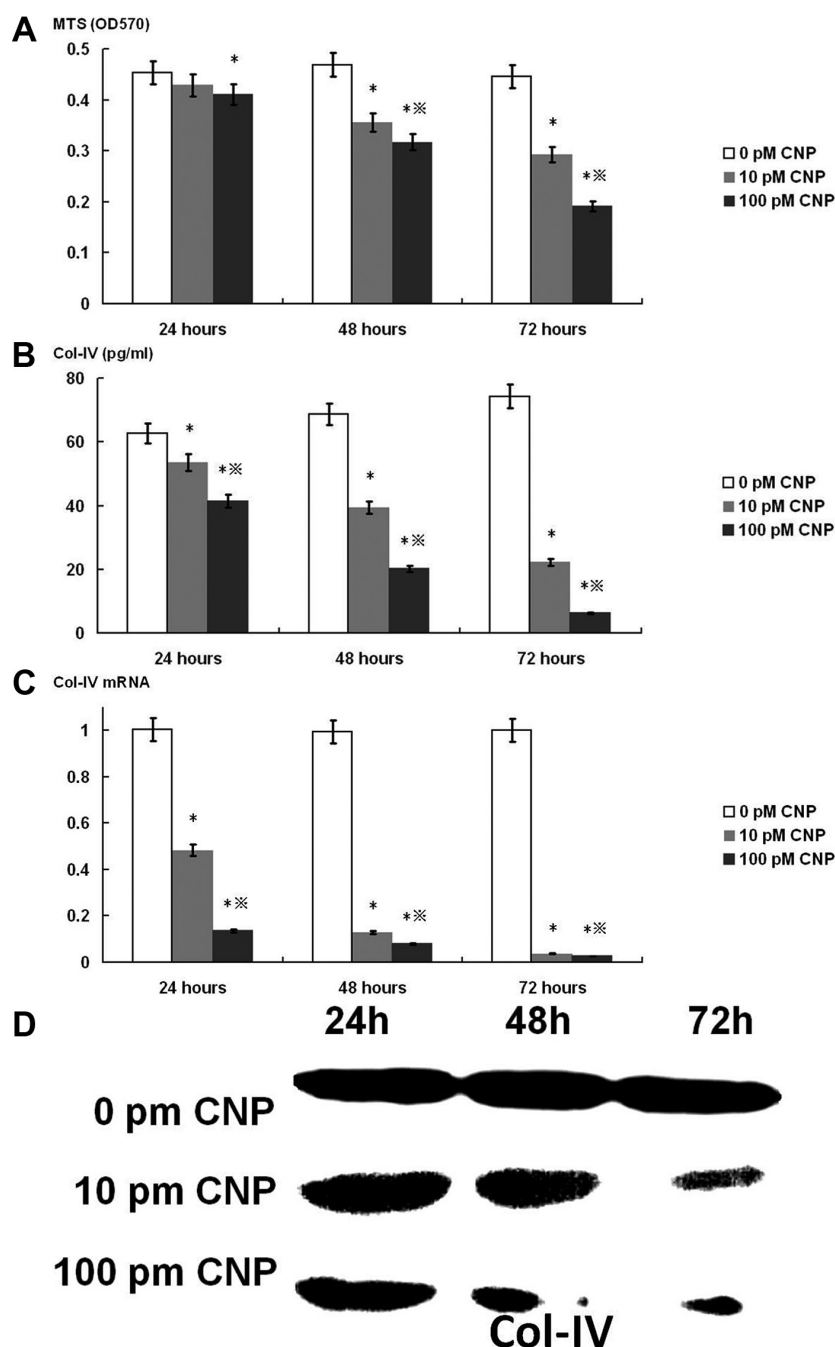 A
MTS (OD570)
0.5
0.4
0.3
0.2
0.1
0
*
*
*※
*
*※
24 hours
48 hours
72 hours
0 pM CNP
10 pM CNP
100 pM CNP
B
Col-IV (pg/ml)
80
60
40
20
0
*
*※
*
*※
*
*※
24 hours
48 hours
72 hours
0 pM CNP
10 pM CNP
100 pM CNP
C
Col-IV mRNA
1
0.8
0.6
0.4
0.2
0
*
*※
*
*※
*
*※
24 hours
48 hours
72 hours
0 pM CNP
10 pM CNP
100 pM CNP
D
24h 48h 72h
0 pm CNP
10 pm CNP
100 pm CNP
Col-IV